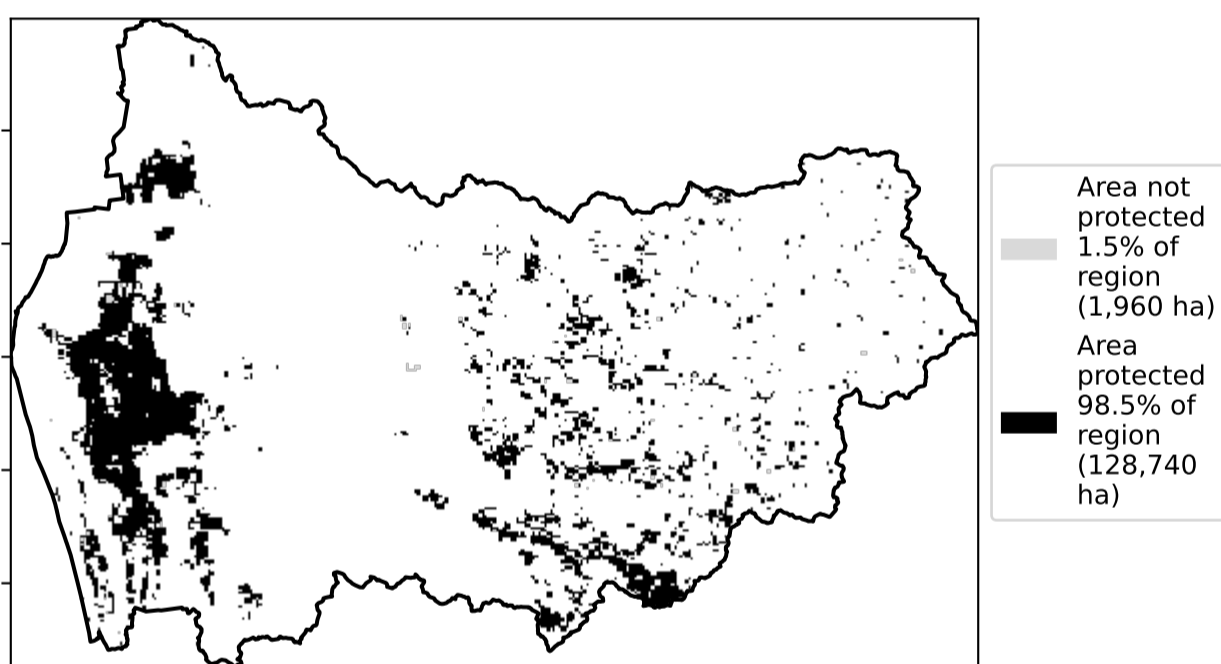 Area not
protected
1.5% of
region
(1,960 ha)
Area
protected
98.5% of
region
(128,740
ha)